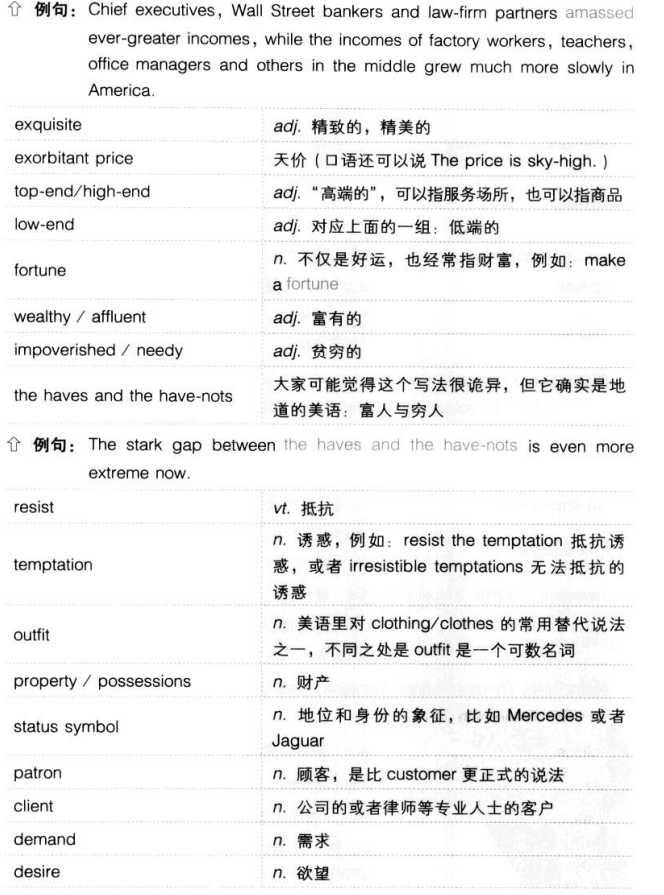 ⇧ 例句：Chief executives, Wall Street bankers and law-firm partners amassed
ever-greater incomes, while the incomes of factory workers, teachers,
office managers and others in the middle grew much more slowly in
America.
exquisite adj. 精致的，精美的
exorbitant price 天价（口语还可以说 The price is sky-high. ）
top-end/high-end adj. “高端的”，可以指服务场所，也可以指商品
low-end adj. 对应上面的一组：低端的
fortune n. 不仅是好运，也经常指财富，例如：make
a fortune
wealthy / affluent adj. 富有的
impoverished / needy adj. 贫穷的
the haves and the have-nots 大家可能觉得这个写法很诡异，但它确实是地
道的美语：富人与穷人
⇧ 例句：The stark gap between the haves and the have-nots is even more
extreme now.
resist vt. 抵抗
temptation n. 诱惑，例如：resist the temptation 抵抗诱
惑，或者 irresistible temptations 无法抵抗的
诱惑
outfit n. 美语里对 clothing/clothes 的常用替代说法
之一，不同之处是 outfit 是一个可数名词
property / possessions n. 财产
status symbol n. 地位和身份的象征，比如 Mercedes 或者
Jaguar
patron n. 顾客，是比 customer 更正式的说法
client n. 公司的或者律师等专业人士的客户
demand n. 需求
desire n. 欲望